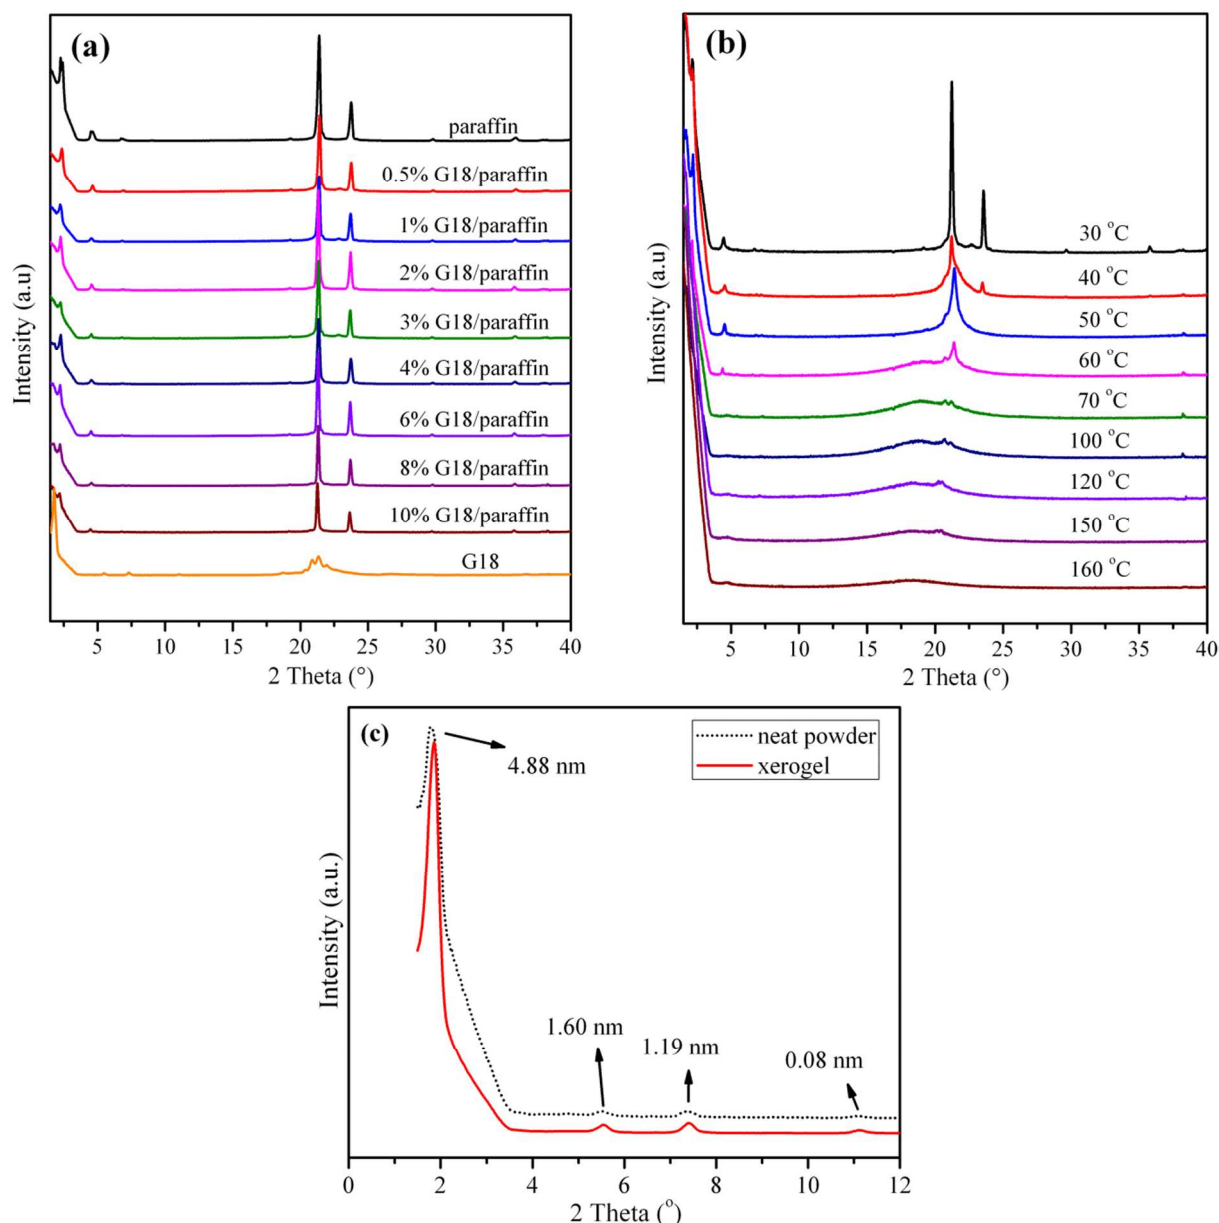 (a)
paraffin
0.5% G18/paraffin
1% G18/paraffin
2% G18/paraffin
3% G18/paraffin
4% G18/paraffin
6% G18/paraffin
8% G18/paraffin
10% G18/paraffin
G18
Intensity (a.u)
5 10 15 20 25 30 35 40
2 Theta (°)
(b)
30 °C
40 °C
50 °C
60 °C
70 °C
100 °C
120 °C
150 °C
160 °C
Intensity (a.u)
5 10 15 20 25 30 35 40
2 Theta (°)
(c)
neat powder
xerogel
4.88 nm
1.60 nm
1.19 nm
0.08 nm
Intensity (a.u.)
0 2 4 6 8 10 12
2 Theta (°)